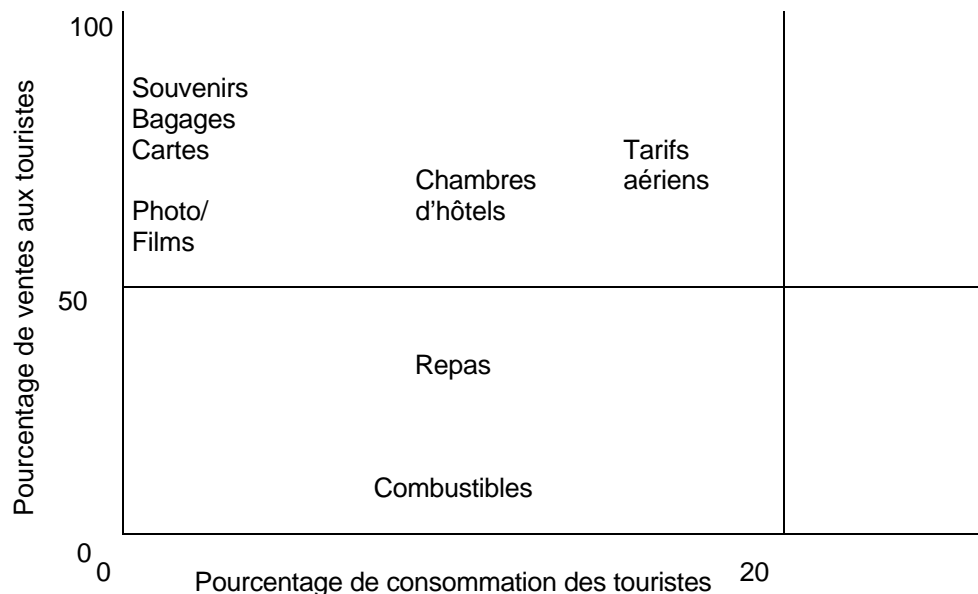 100
Souvenirs
Bagages
Cartes
Photo/
Films
Chambres
d’hôtels
Tarifs
aériens
Pourcentage de ventes aux touristes
50
Repas
Combustibles
0
0
Pourcentage de consommation des touristes
20